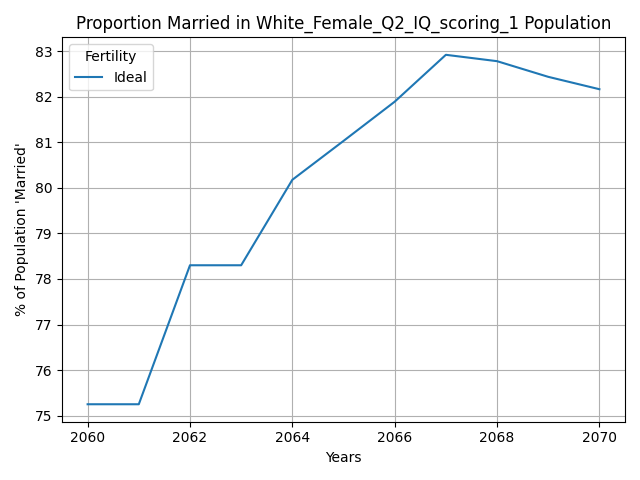 Proportion Married in White_Female_Q2_IQ_scoring_1 Population
Fertility
Ideal
% of Population 'Married'
83
82
81
80
79
78
77
76
75
2060 2062 2064 2066 2068 2070
Years